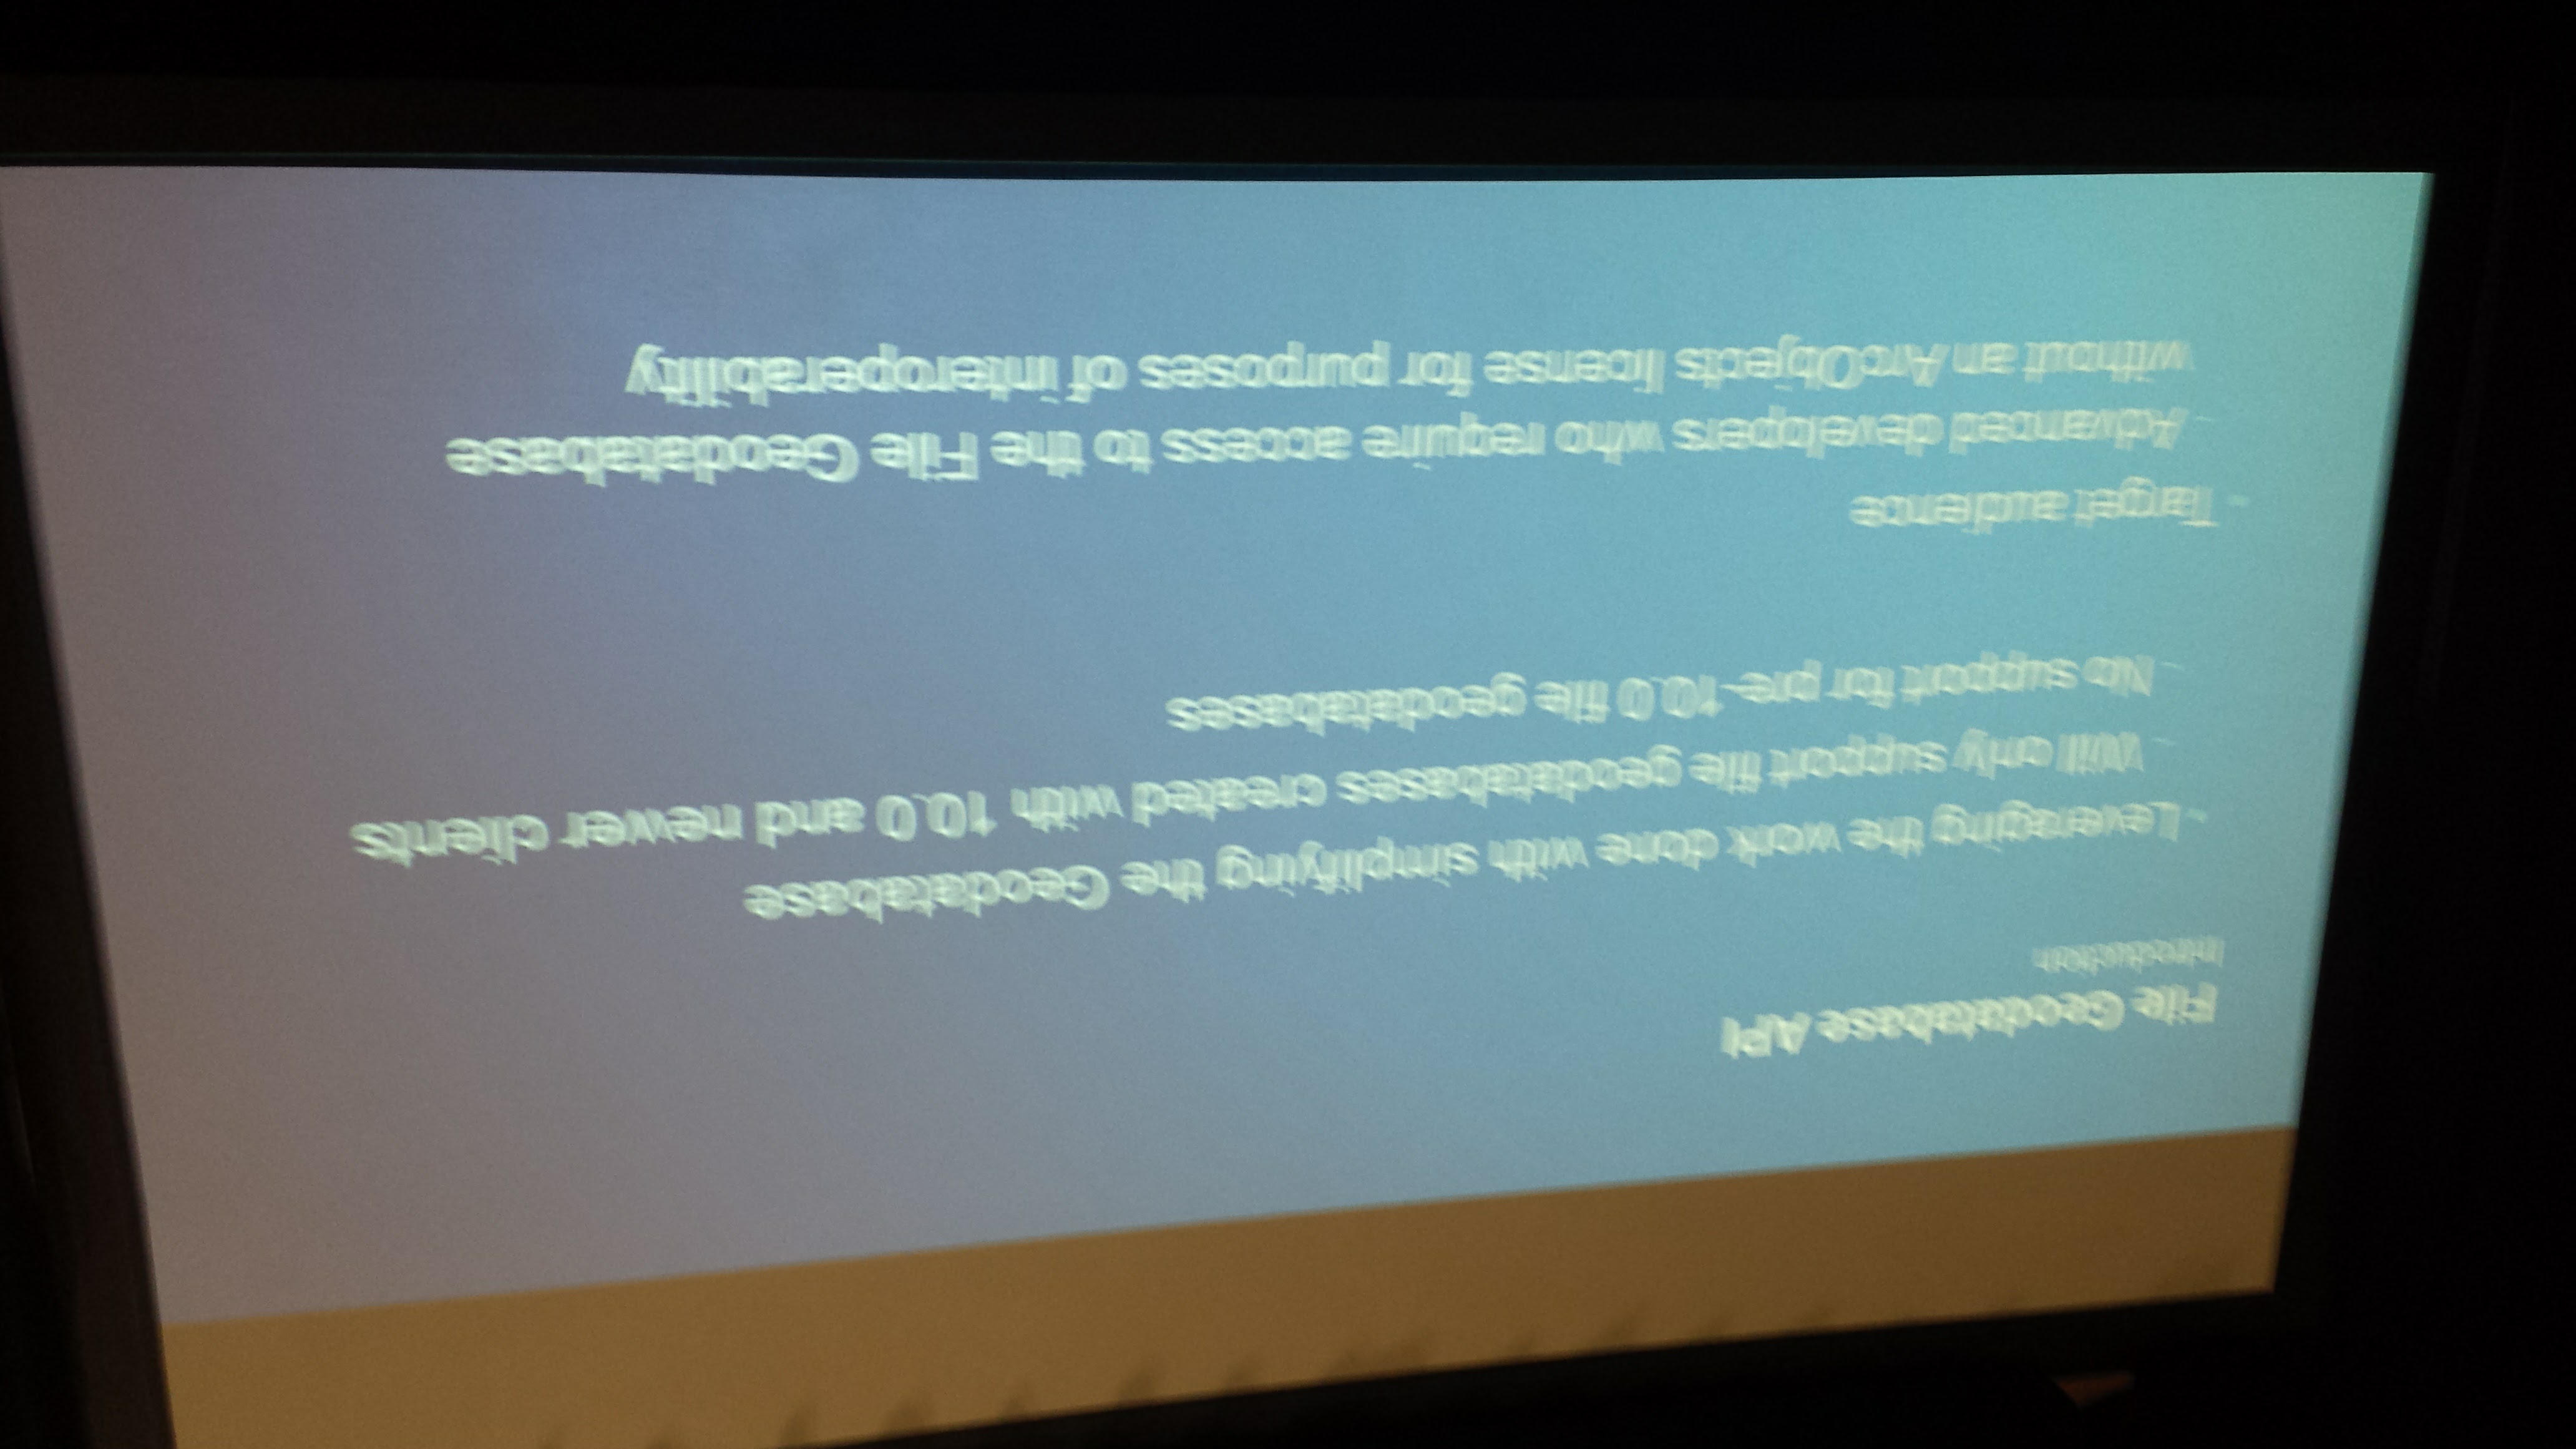 File Geodatabase API
Introduction
- Leveraging the work done with simplifying the Geodatabase
- Will only support file geodatabases created with 10.0 and newer clients
- No support for pre-10.0 file geodatabases
- Target audience
- Advanced developers who require access to the File Geodatabase
without an ArcObjects license for purposes of interoperability